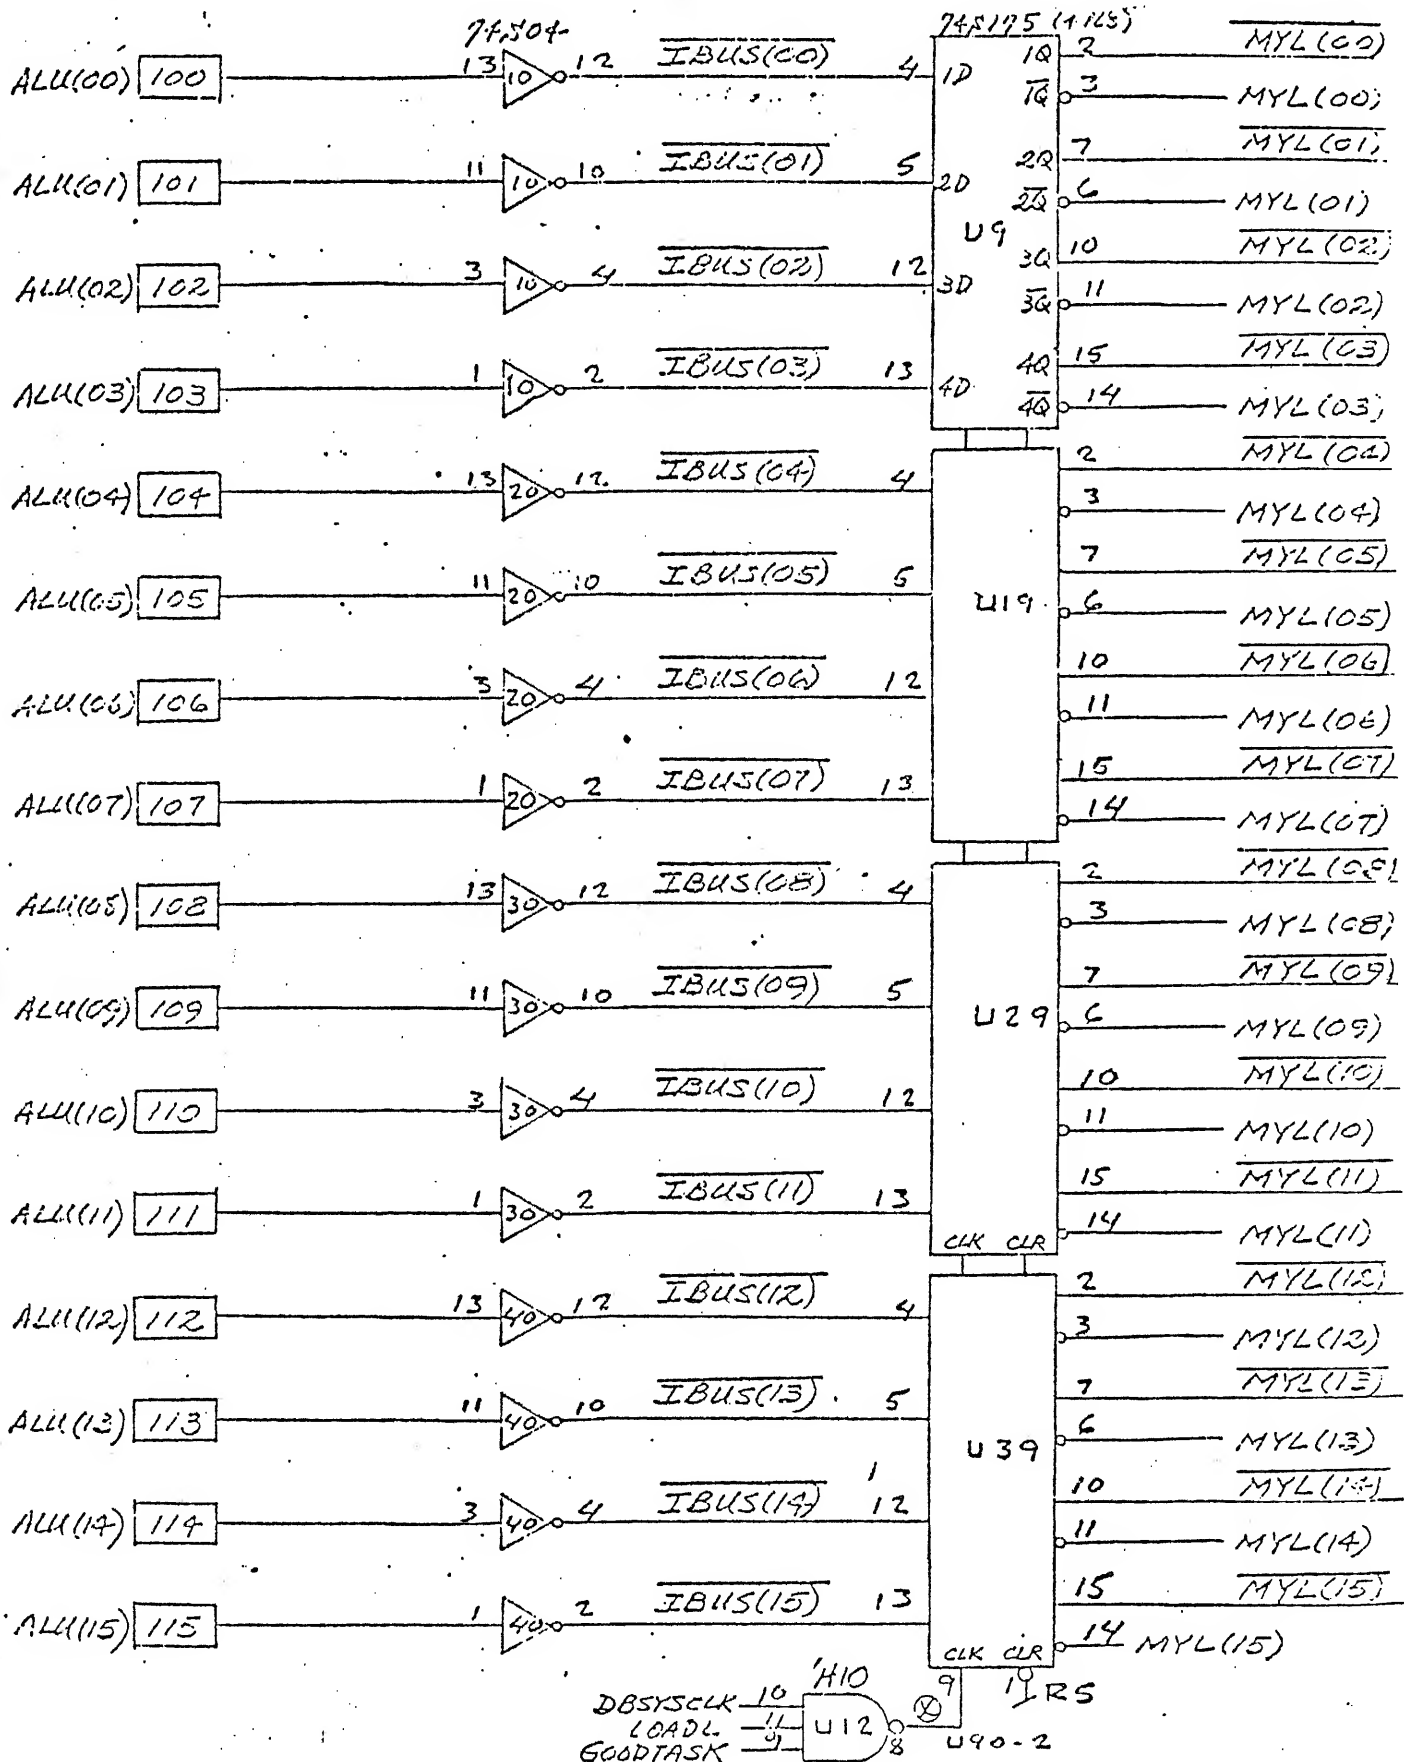 74S04 74S175 (4 ICS)
ALU(00) 100 13 10 12 IBUS(00) 4 1D 1Q 2 MYL(00)
1Q 3 MYL(00)
ALU(01) 101 11 10 10 IBUS(01) 5 2D 2Q 7 MYL(01)
2Q 6 MYL(01)
U9
ALU(02) 102 3 10 4 IBUS(02) 12 3D 3Q 10 MYL(02)
3Q 11 MYL(02)
ALU(03) 103 1 10 2 IBUS(03) 13 4D 4Q 15 MYL(03)
4Q 14 MYL(03)
ALU(04) 104 13 20 12 IBUS(04) 4 2 MYL(04)
3 MYL(04)
ALU(05) 105 11 20 10 IBUS(05) 5 U19 7 MYL(05)
6 MYL(05)
ALU(06) 106 3 20 4 IBUS(06) 12 10 MYL(06)
11 MYL(06)
ALU(07) 107 1 20 2 IBUS(07) 13 15 MYL(07)
14 MYL(07)
ALU(08) 108 13 30 12 IBUS(08) 4 2 MYL(08)
3 MYL(08)
ALU(09) 109 11 30 10 IBUS(09) 5 U29 7 MYL(09)
6 MYL(09)
ALU(10) 110 3 30 4 IBUS(10) 12 10 MYL(10)
11 MYL(10)
ALU(11) 111 1 30 2 IBUS(11) 13 15 MYL(11)
CLK CLR 14 MYL(11)
ALU(12) 112 13 40 12 IBUS(12) 4 2 MYL(12)
3 MYL(12)
ALU(13) 113 11 40 10 IBUS(13) 5 U39 7 MYL(13)
6 MYL(13)
1
ALU(14) 114 3 40 4 IBUS(14) 12 10 MYL(14)
11 MYL(14)
ALU(15) 115 1 40 2 IBUS(15) 13 15 MYL(15)
CLK CLR 14 MYL(15)
'H10 9 1 R5
DBSYSCLK 10
LOADL 11 U12 8 U90-2
GOODTASK 9